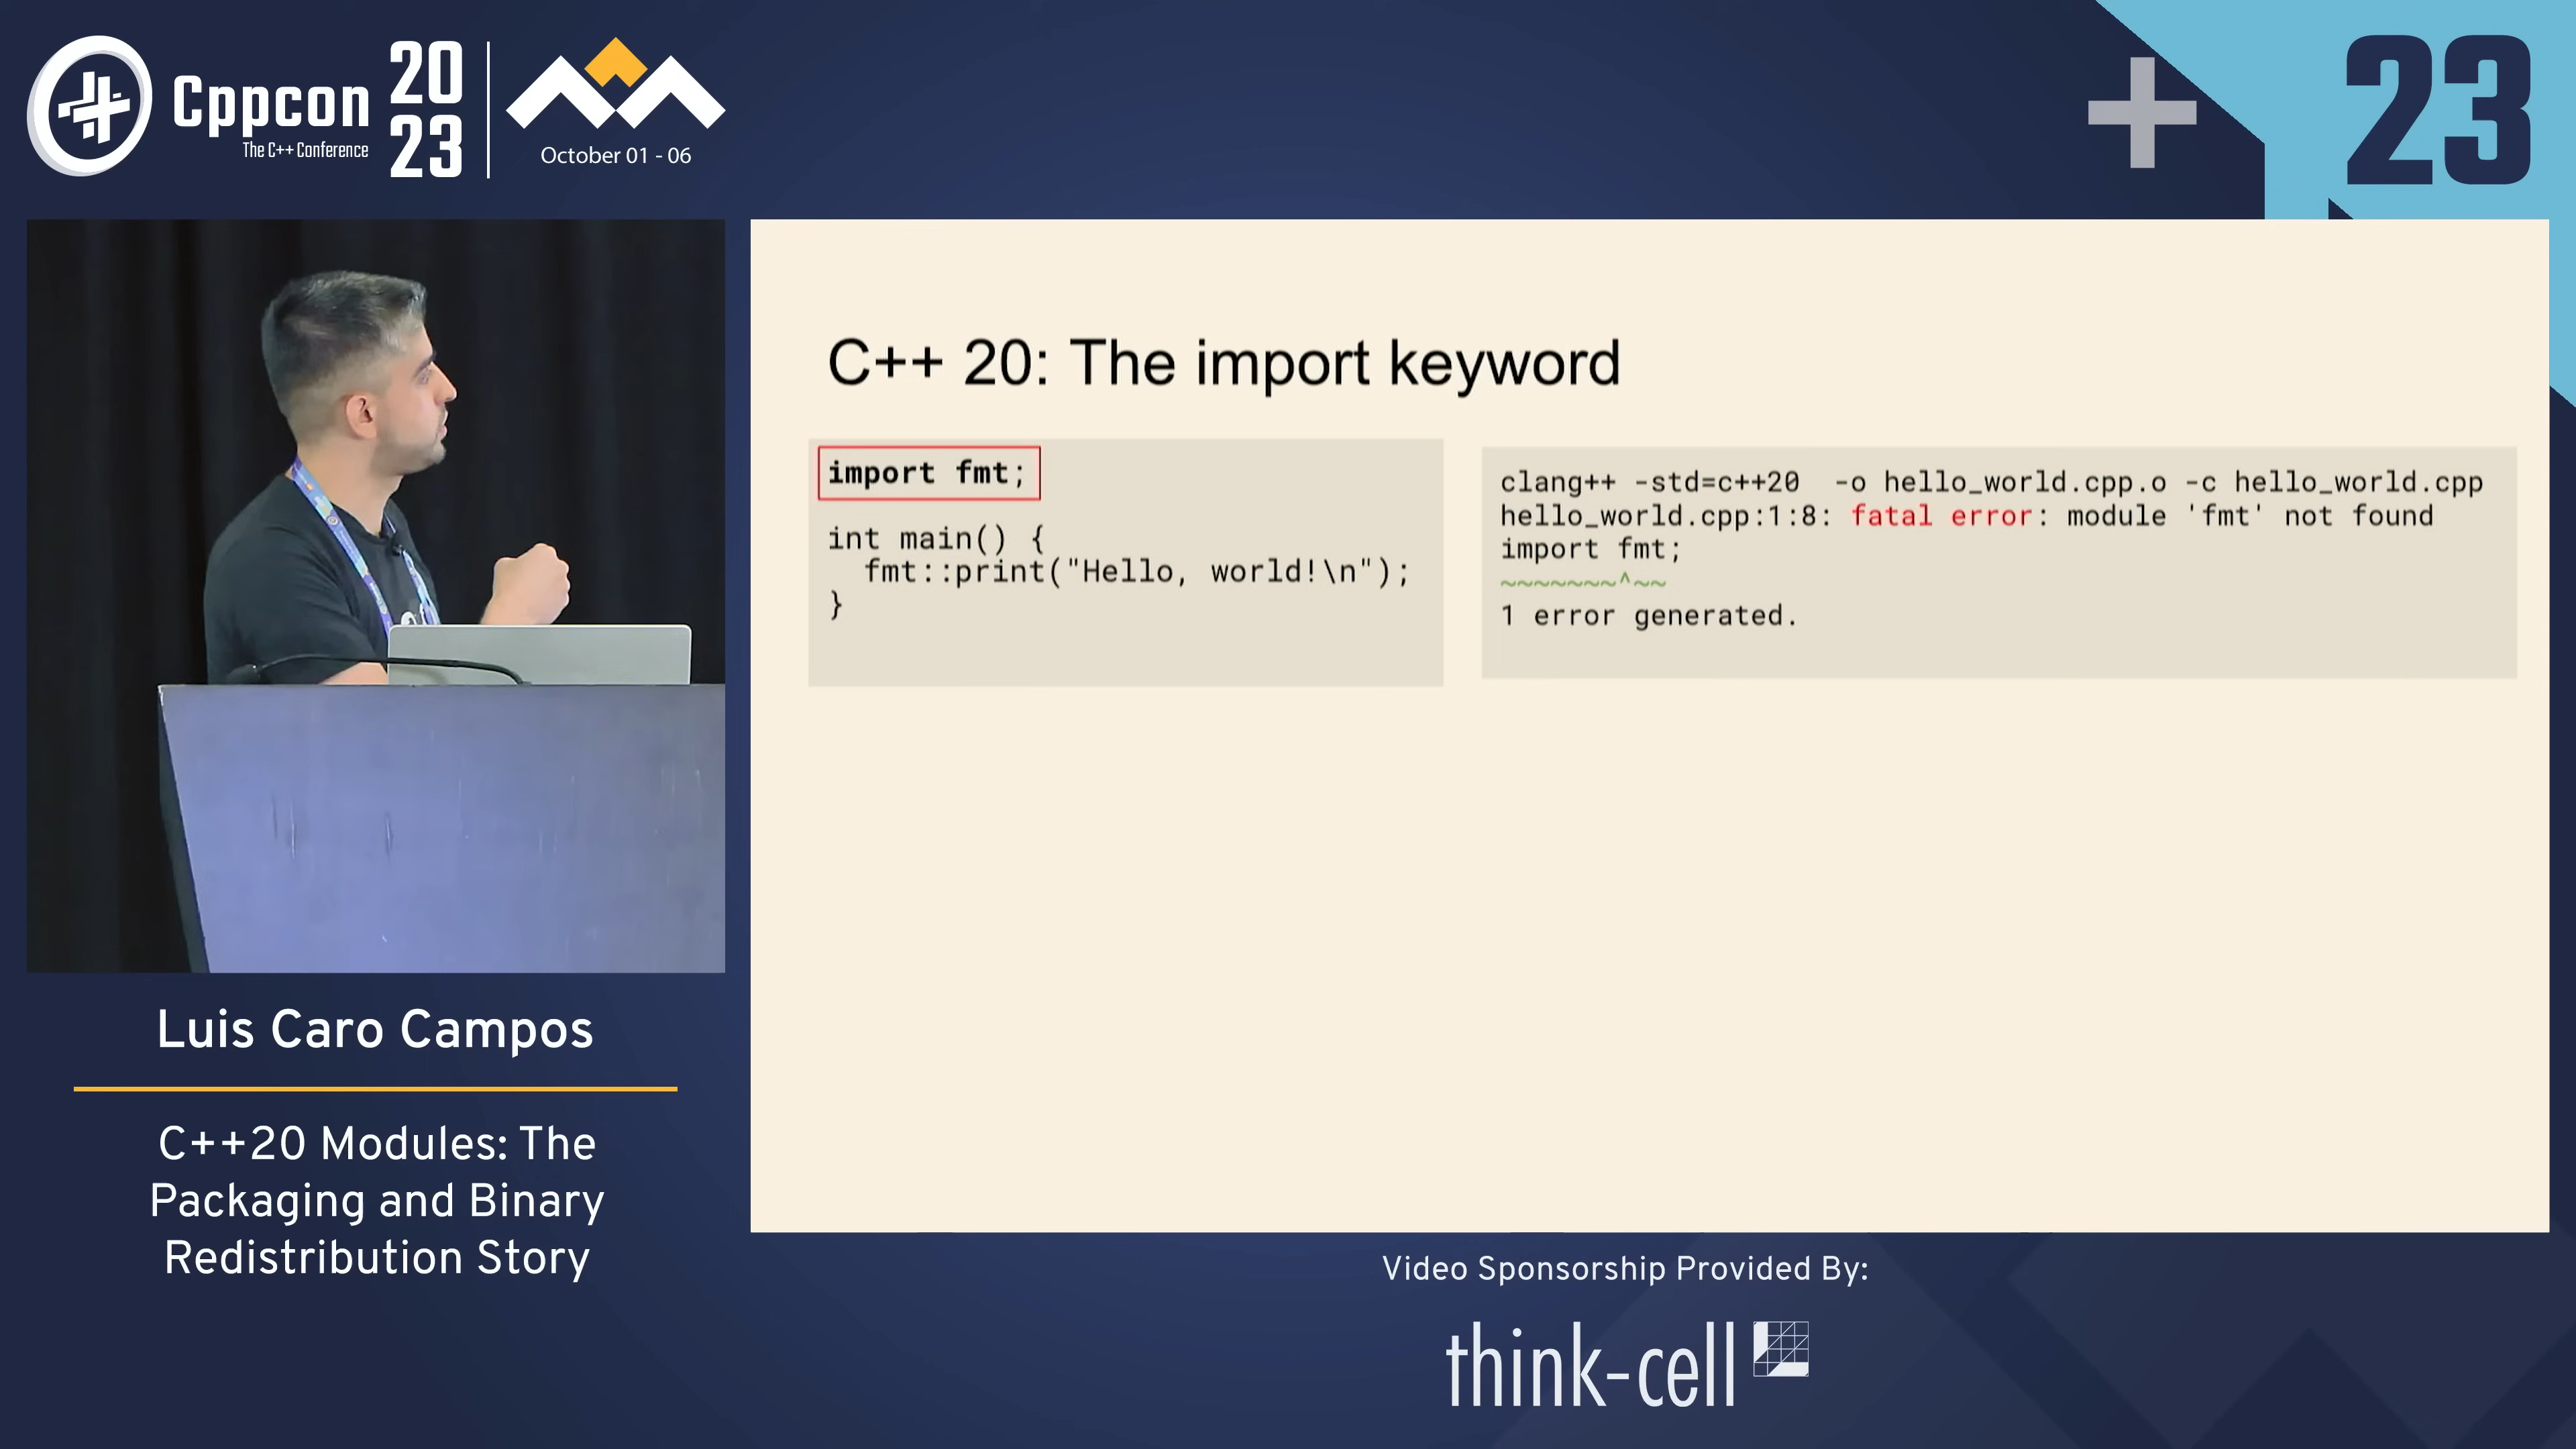 Cppcon
The C++ Conference
20
23
October 01 - 06
23
C++ 20: The import keyword
import fmt;
int main() {
  fmt::print("Hello, world!\n");
}
clang++ -std=c++20  -o hello_world.cpp.o -c hello_world.cpp
hello_world.cpp:1:8: fatal error: module 'fmt' not found
import fmt;
~~~~~~~^~~
1 error generated.
Luis Caro Campos
C++20 Modules: The
Packaging and Binary
Redistribution Story
Video Sponsorship Provided By:
think-cell